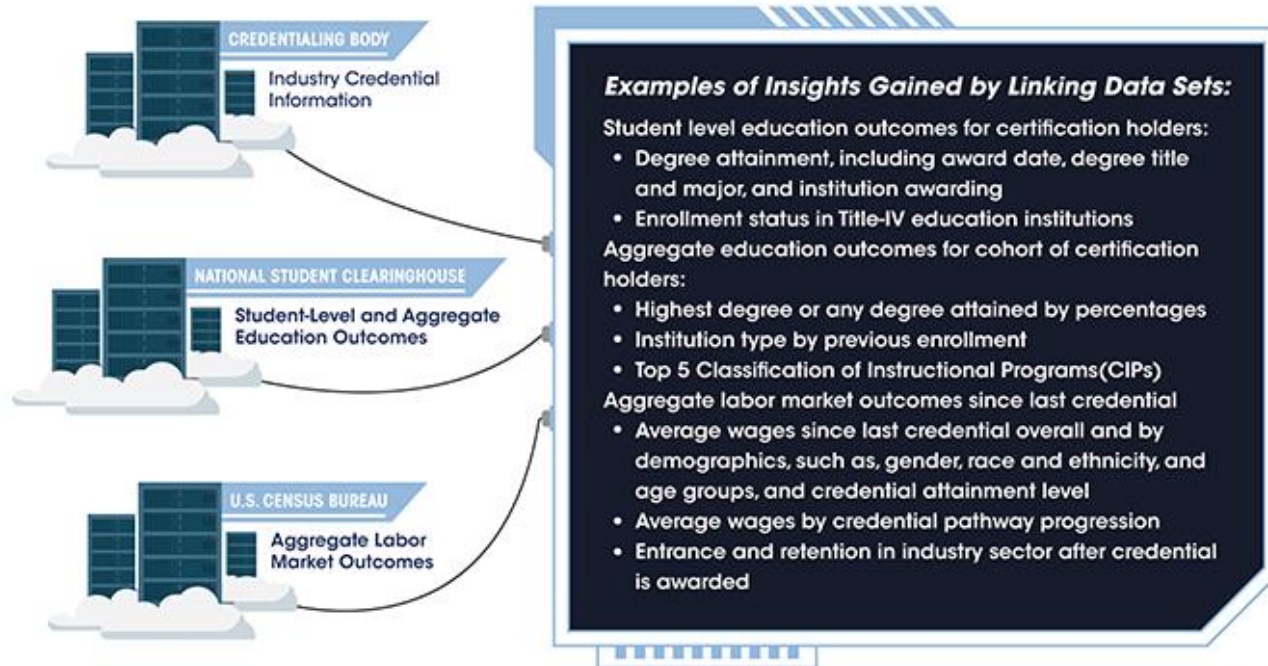 CREDENTIALING BODY
Industry Credential
Information
NATIONAL STUDENT CLEARINGHOUSE
Student-Level and Aggregate
Education Outcomes
U.S. CENSUS BUREAU
Aggregate Labor
Market Outcomes
Examples of Insights Gained by Linking Data Sets:
Student level education outcomes for certification holders:
• Degree attainment, including award date, degree title
and major, and institution awarding
• Enrollment status in Title-IV education institutions
Aggregate education outcomes for cohort of certification
holders:
• Highest degree or any degree attained by percentages
• Institution type by previous enrollment
• Top 5 Classification of Instructional Programs(CIPs)
Aggregate labor market outcomes since last credential
• Average wages since last credential overall and by
demographics, such as, gender, race and ethnicity, and
age groups, and credential attainment level
• Average wages by credential pathway progression
• Entrance and retention in industry sector after credential
is awarded